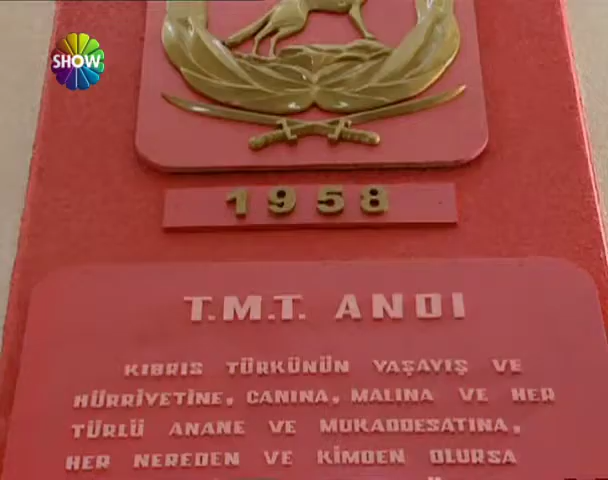 SHOW
1958
T.M.T. ANDI
KIBRIS TÜRKÜNÜN YAŞAYIŞ VE
HÜRRİYETİNE, CANINA, MALINA VE HER
TÜRLÜ ANANE VE MUKADDESATINA,
HER NEREDEN VE KİMDEN OLURSA